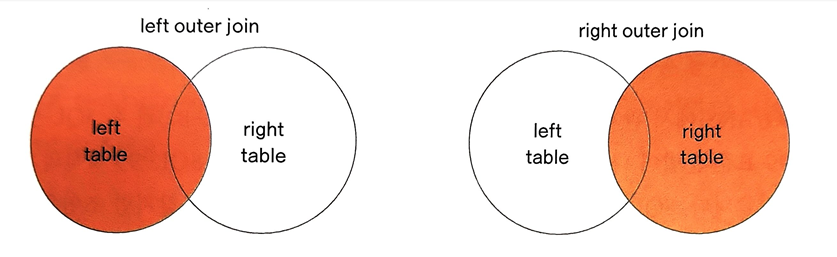 left outer join
left
table
right
table
right outer join
left
table
right
table